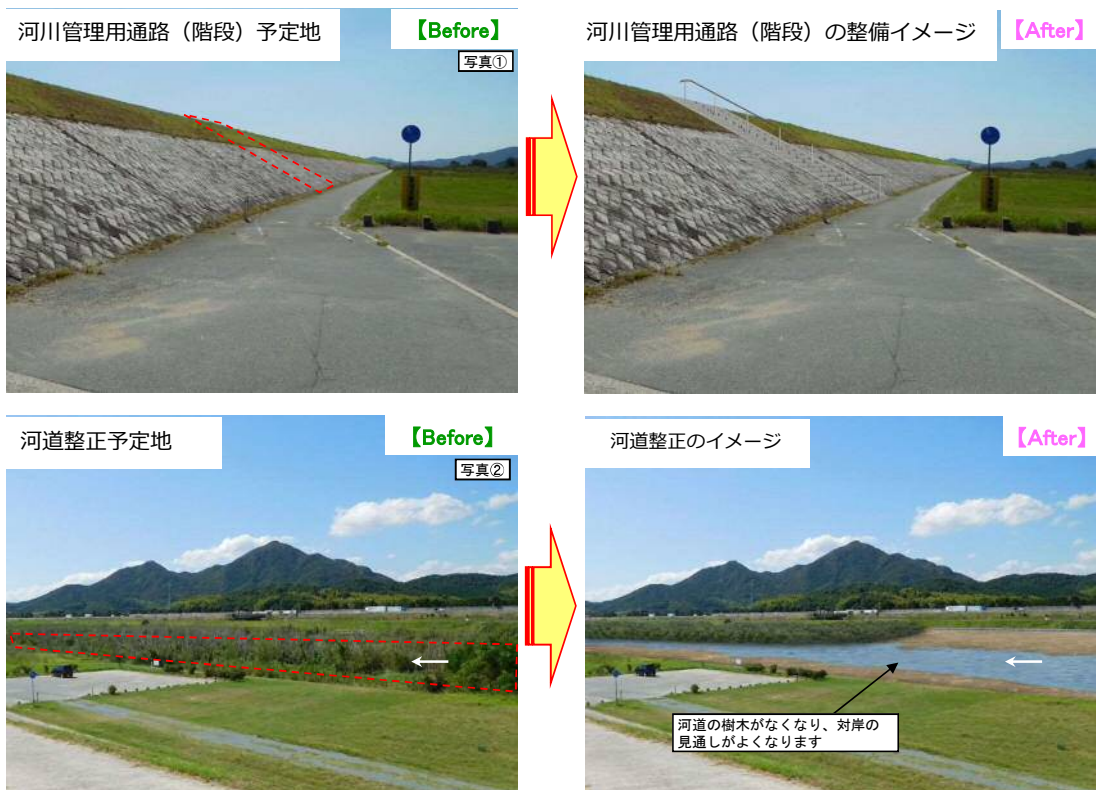 河川管理用通路（階段）予定地
【Before】
写真①
河川管理用通路（階段）の整備イメージ
【After】
河道整正予定地
【Before】
写真②
河道整正のイメージ
【After】
河道の樹木がなくなり、対岸の
見通しがよくなります